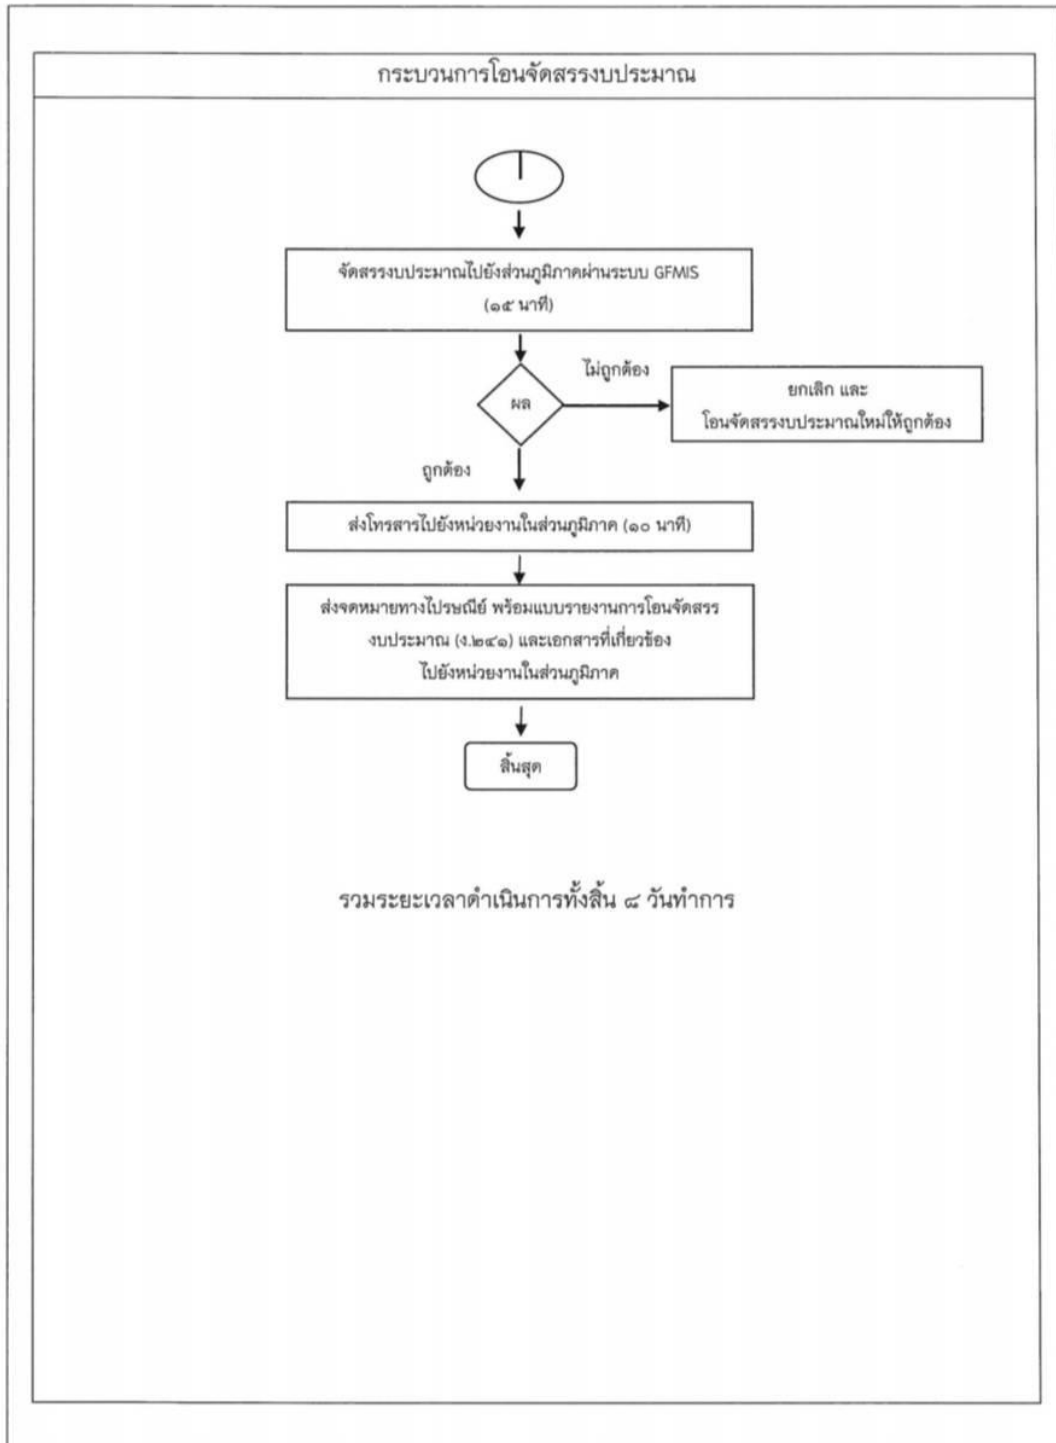 กระบวนการโอนจัดสรรงบประมาณ
จัดสรรงบประมาณไปยังส่วนภูมิภาคผ่านระบบ GFMIS
(๑๕ นาที)
ไม่ถูกต้อง
ผล
ยกเลิก และ
โอนจัดสรรงบประมาณใหม่ให้ถูกต้อง
ถูกต้อง
ส่งโทรสารไปยังหน่วยงานในส่วนภูมิภาค (๑๐ นาที)
ส่งจดหมายทางไปรษณีย์ พร้อมแบบรายงานการโอนจัดสรร
งบประมาณ (ง.๒๔๑) และเอกสารที่เกี่ยวข้อง
ไปยังหน่วยงานในส่วนภูมิภาค
สิ้นสุด
รวมระยะเวลาดำเนินการทั้งสิ้น ๘ วันทำการ